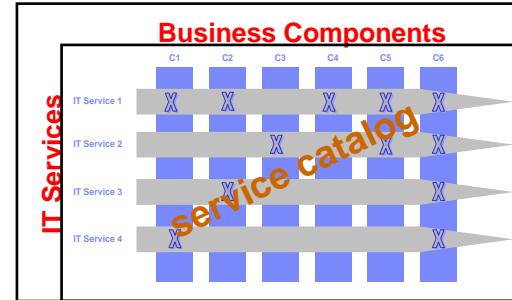 Business Components
IT Services
C1 C2 C3 C4 C5 C6
IT Service 1 X X X X X
IT Service 2 X X X
IT Service 3 X X
IT Service 4 X X
service catalog